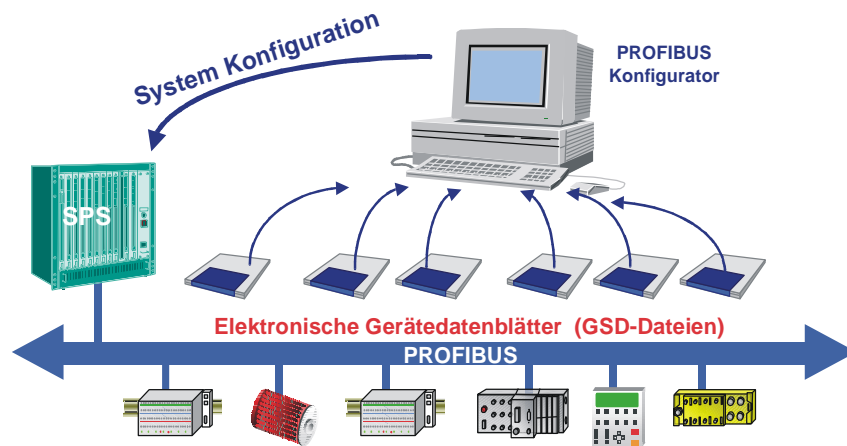 System Konfiguration
PROFIBUS
Konfigurator
SPS
Elektronische Gerätedatenblätter (GSD-Dateien)
PROFIBUS